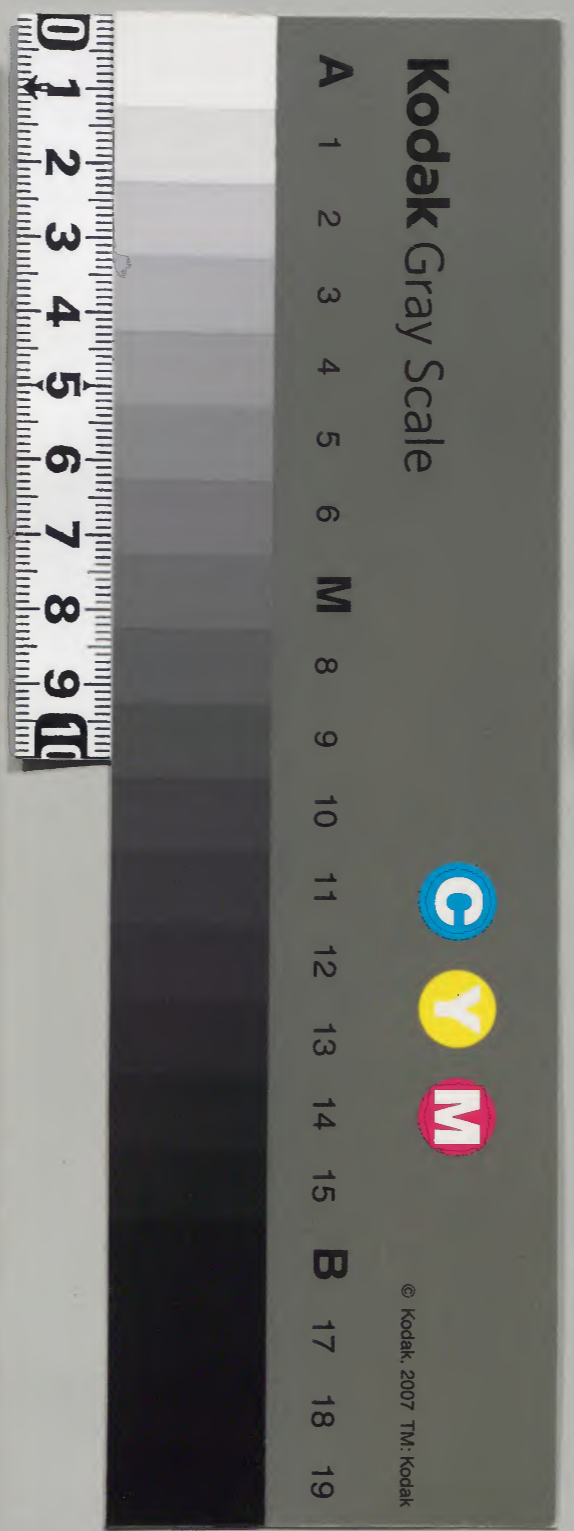 Kodak Gray Scale
C Y M
© Kodak, 2007 TM: Kodak
A 1 2 3 4 5 6 M 8 9 10 11 12 13 14 15 B 17 18 19
0 1 2 3 4 5 6 7 8 9 10